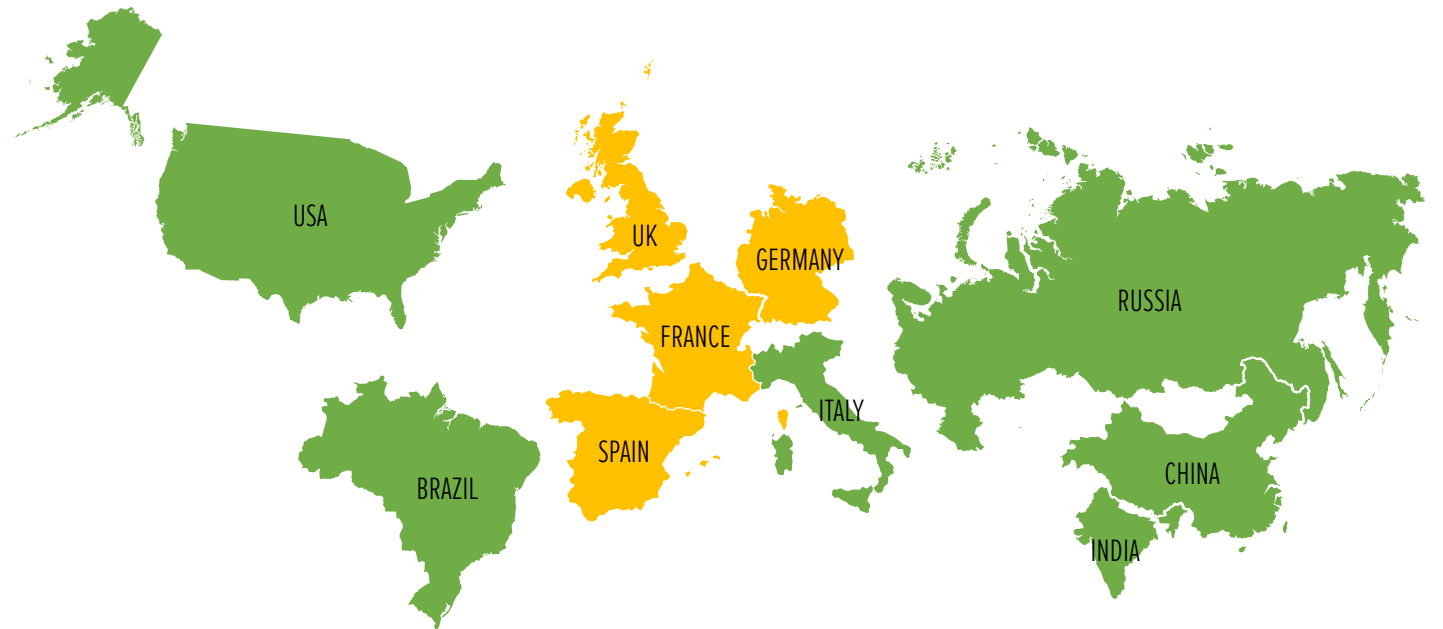 USA
UK
GERMANY
RUSSIA
FRANCE
ITALY
SPAIN
CHINA
BRAZIL
INDIA